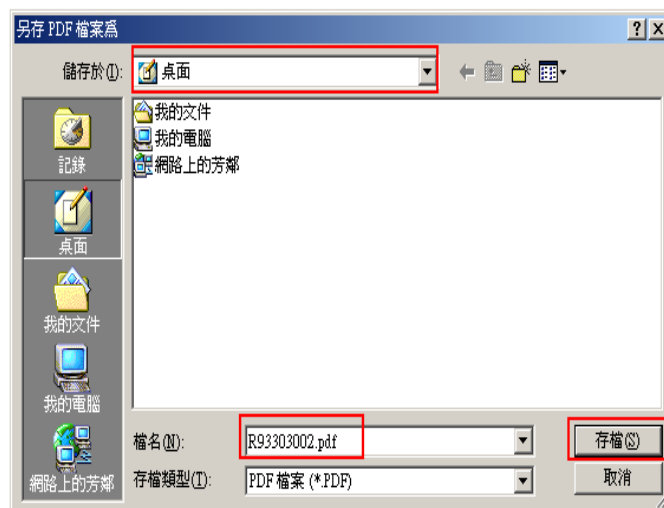 另存 PDF 檔案為
儲存於(I):
桌面
我的文件
我的電腦
網路上的芳鄰
記錄
桌面
我的文件
我的電腦
網路上的芳鄰
檔名(N):
R93303002.pdf
存檔(S)
存檔類型(T):
PDF 檔案 (*.PDF)
取消